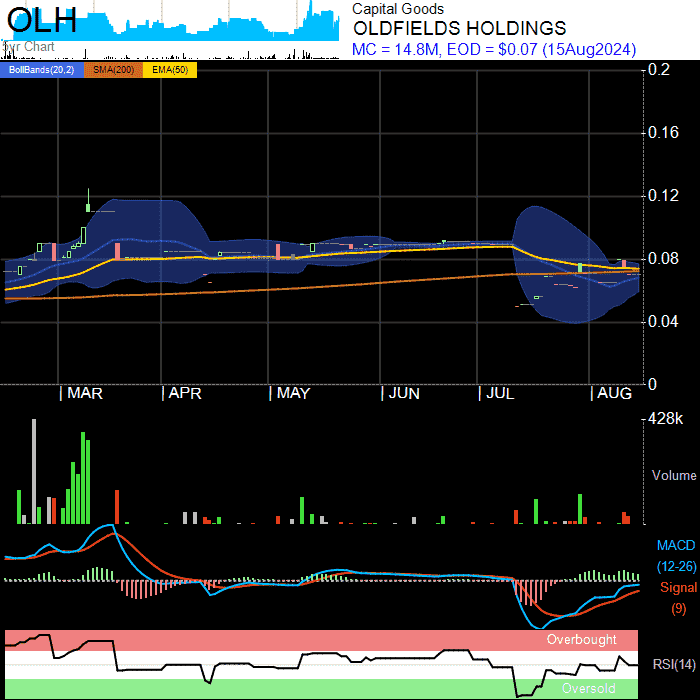 OLH
5yr Chart
Capital Goods
OLDFIELDS HOLDINGS
MC = 14.8M, EOD = $0.07 (15Aug2024)
BollBands(20,2) SMA(200) EMA(50)
0.2
0.16
0.12
0.08
0.04
0
MAR APR MAY JUN JUL AUG
428k
Volume
MACD
(12-26)
Signal
(9)
Overbought
RSI(14)
Oversold